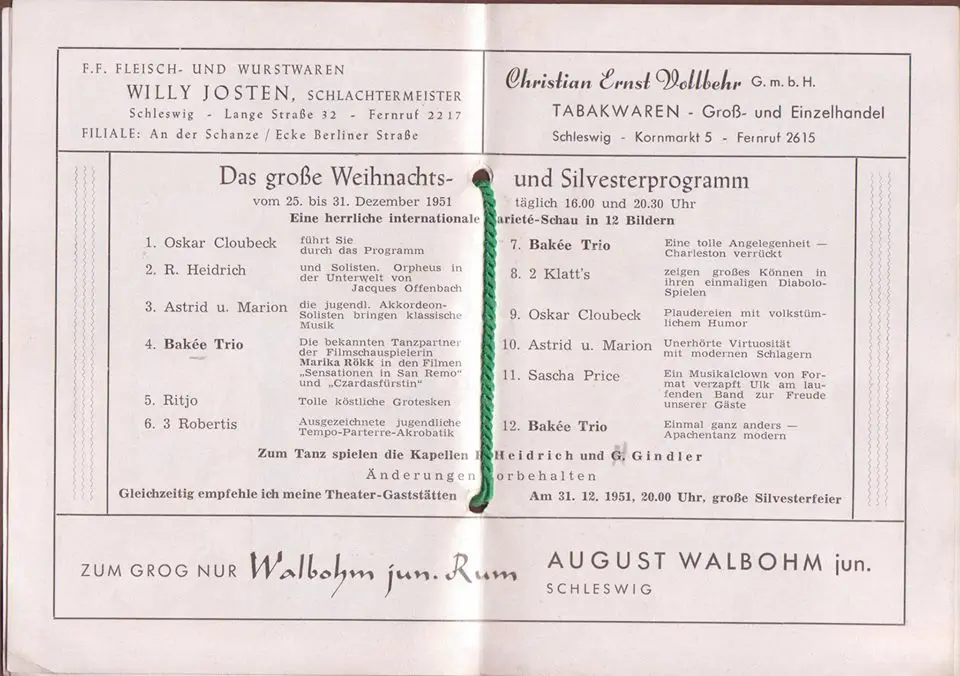 F.F. FLEISCH- UND WURSTWAREN
WILLY JOSTEN, SCHLACHTERMEISTER
Schleswig - Lange Straße 32 - Fernruf 2217
FILIALE: An der Schanze / Ecke Berliner Straße
Christian Ernst Vollbehr G.m.b.H.
TABAKWAREN - Groß- und Einzelhandel
Schleswig - Kornmarkt 5 - Fernruf 2615
Das große Weihnachts- und Silvesterprogramm
vom 25. bis 31. Dezember 1951 täglich 16.00 und 20.30 Uhr
Eine herrliche internationale arieté-Schau in 12 Bildern
1. Oskar Cloubeck führt Sie
durch das Programm
2. R. Heidrich und Solisten. Orpheus in
der Unterwelt von
Jacques Offenbach
3. Astrid u. Marion die jugendl. Akkordeon-
Solisten bringen klassische
Musik
4. Bakée Trio Die bekannten Tanzpartner
der Filmschauspielerin
Marika Rökk in den Filmen
„Sensationen in San Remo“
und „Czardasfürstin“
5. Ritjo Tolle köstliche Grotesken
6. 3 Robertis Ausgezeichnete jugendliche
Tempo-Parterre-Akrobatik
7. Bakée Trio Eine tolle Angelegenheit —
Charleston verrückt
8. 2 Klatt's zeigen großes Können in
ihren einmaligen Diabolo-
Spielen
9. Oskar Cloubeck Plaudereien mit volkstüm-
lichem Humor
10. Astrid u. Marion Unerhörte Virtuosität
mit modernen Schlagern
11. Sascha Price Ein Musikalclown von For-
mat verzapft Ulk am lau-
fenden Band zur Freude
unserer Gäste
12. Bakée Trio Einmal ganz anders —
Apachentanz modern
Zum Tanz spielen die Kapellen Heidrich und G. Gindler
Änderungen orbehalten
Gleichzeitig empfehle ich meine Theater-Gaststätten Am 31. 12. 1951, 20.00 Uhr, große Silvesterfeier
ZUM GROG NUR Walbohm jun. Rum
AUGUST WALBOHM jun.
SCHLESWIG